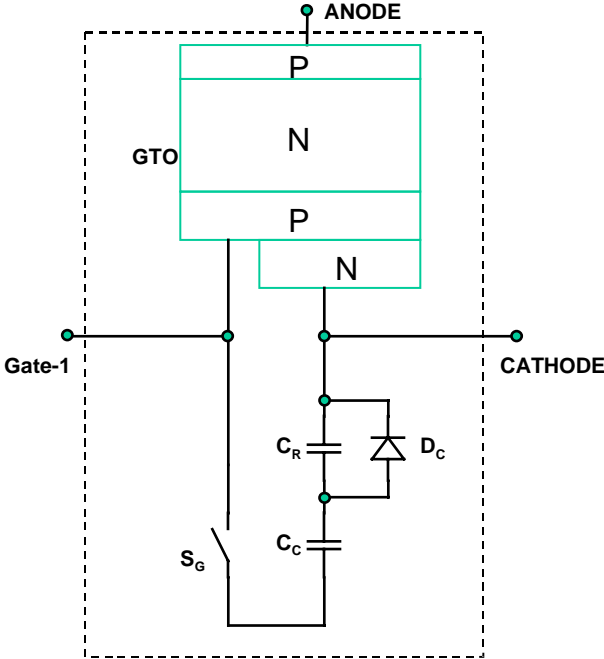 ANODE
P
N
GTO
P
N
Gate-1
CATHODE
C_R
D_C
C_C
S_G